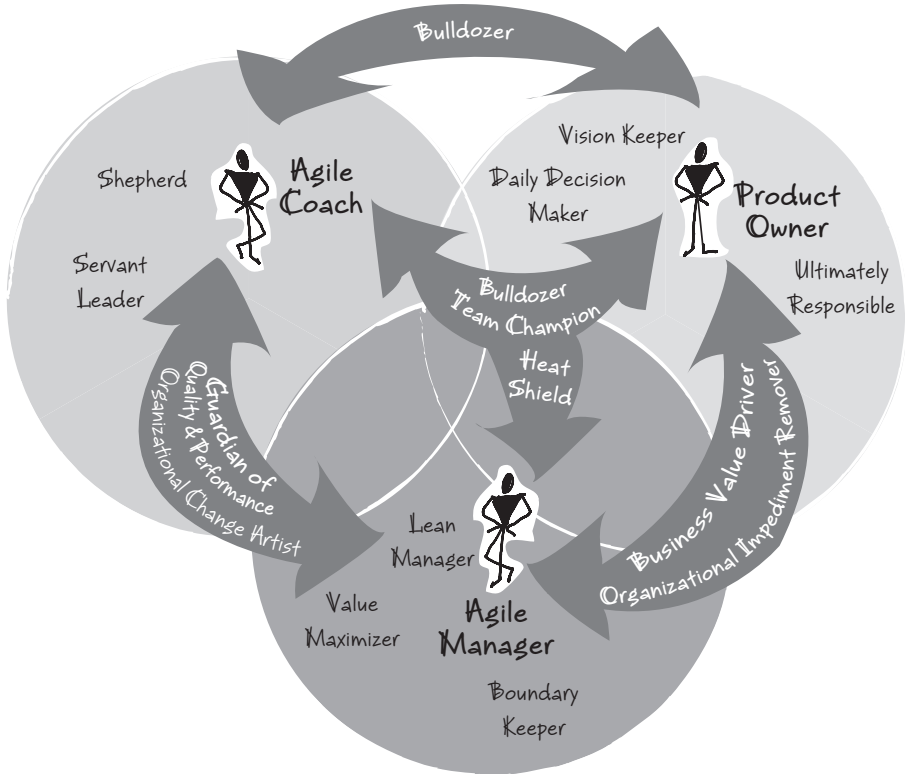 Bulldozer
Shepherd
Agile
Coach
Servant
Leader
Vision Keeper
Daily Decision
Maker
Product
Owner
Ultimately
Responsible
Bulldozer
Team Champion
Heat
Shield
Guardian of
Quality & Performance
Organizational Change Artist
Business Value Driver
Organizational Impediment Remover
Lean
Manager
Value
Maximizer
Agile
Manager
Boundary
Keeper